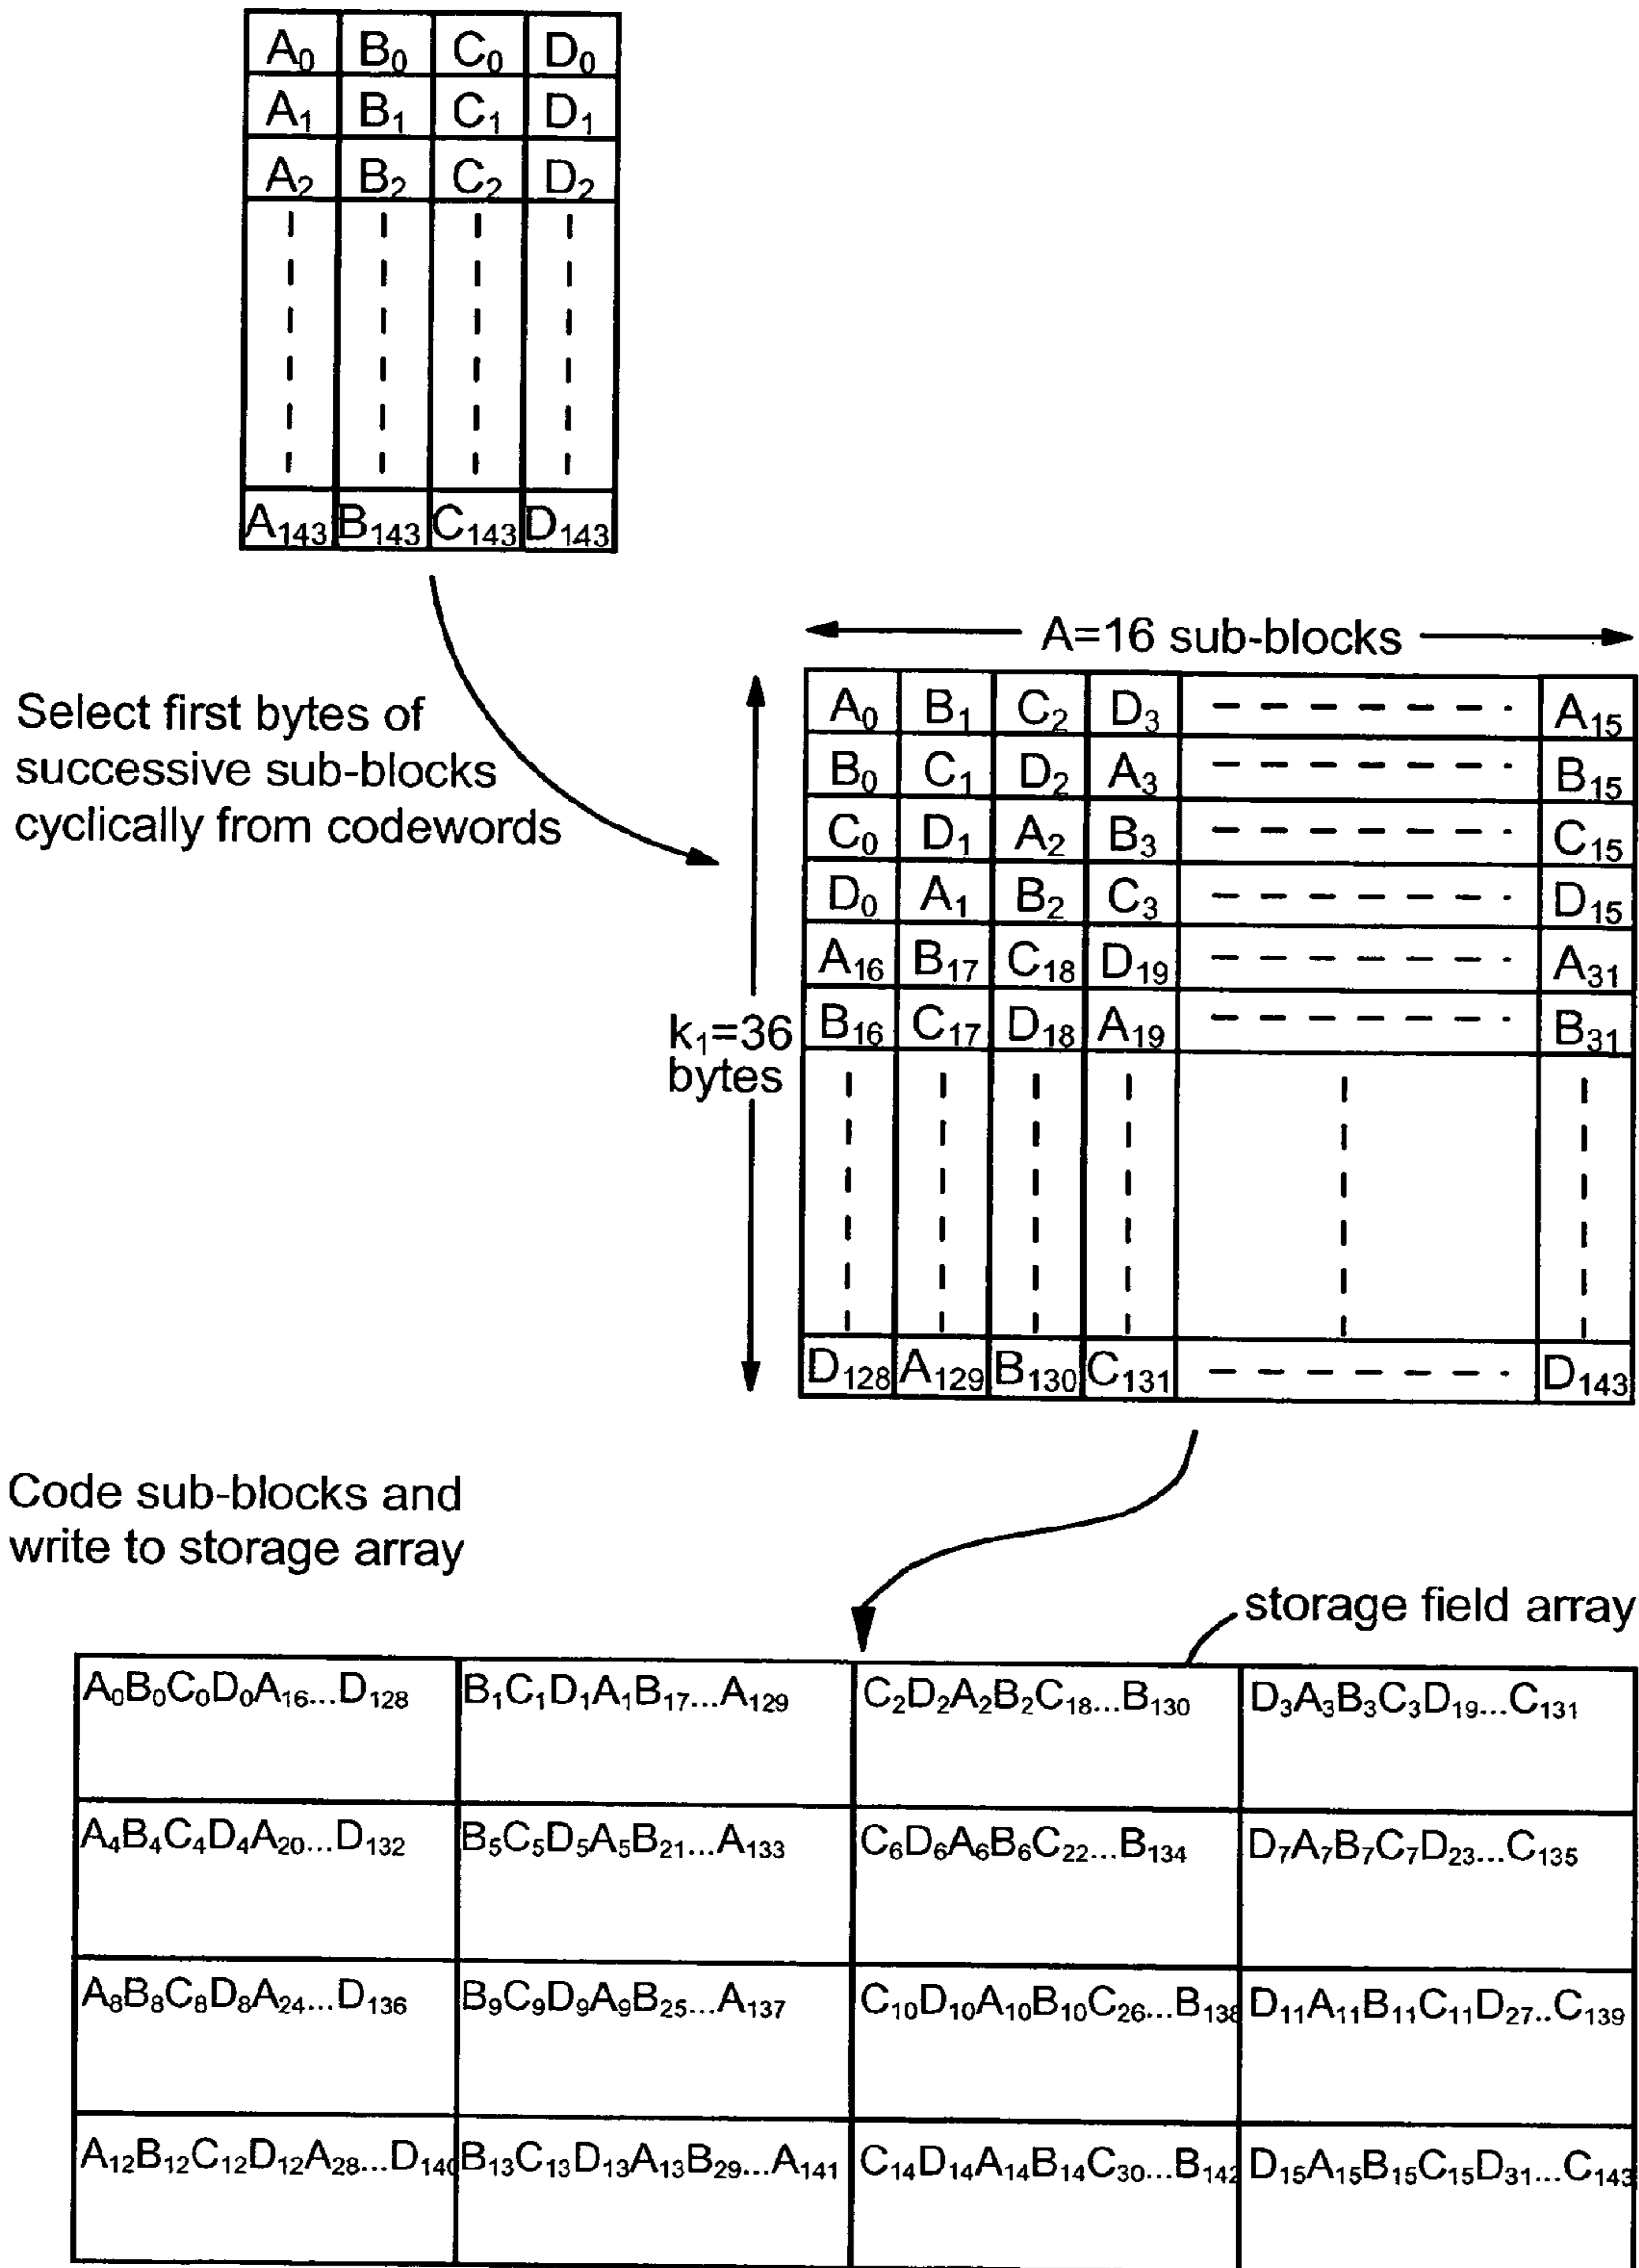 A₀ B₀ C₀ D₀
A₁ B₁ C₁ D₁
A₂ B₂ C₂ D₂
A₁₄₃ B₁₄₃ C₁₄₃ D₁₄₃
Select first bytes of
successive sub-blocks
cyclically from codewords
A=16 sub-blocks
k₁=36
bytes
A₀ B₁ C₂ D₃ A₁₅
B₀ C₁ D₂ A₃ B₁₅
C₀ D₁ A₂ B₃ C₁₅
D₀ A₁ B₂ C₃ D₁₅
A₁₆ B₁₇ C₁₈ D₁₉ A₃₁
B₁₆ C₁₇ D₁₈ A₁₉ B₃₁
D₁₂₈ A₁₂₉ B₁₃₀ C₁₃₁ D₁₄₃
Code sub-blocks and
write to storage array
storage field array
A₀B₀C₀D₀A₁₆...D₁₂₈ B₁C₁D₁A₁B₁₇...A₁₂₉ C₂D₂A₂B₂C₁₈...B₁₃₀ D₃A₃B₃C₃D₁₉...C₁₃₁
A₄B₄C₄D₄A₂₀...D₁₃₂ B₅C₅D₅A₅B₂₁...A₁₃₃ C₆D₆A₆B₆C₂₂...B₁₃₄ D₇A₇B₇C₇D₂₃...C₁₃₅
A₈B₈C₈D₈A₂₄...D₁₃₆ B₉C₉D₉A₉B₂₅...A₁₃₇ C₁₀D₁₀A₁₀B₁₀C₂₆...B₁₃₈ D₁₁A₁₁B₁₁C₁₁D₂₇..C₁₃₉
A₁₂B₁₂C₁₂D₁₂A₂₈...D₁₄₀ B₁₃C₁₃D₁₃A₁₃B₂₉...A₁₄₁ C₁₄D₁₄A₁₄B₁₄C₃₀...B₁₄₂ D₁₅A₁₅B₁₅C₁₅D₃₁...C₁₄₃